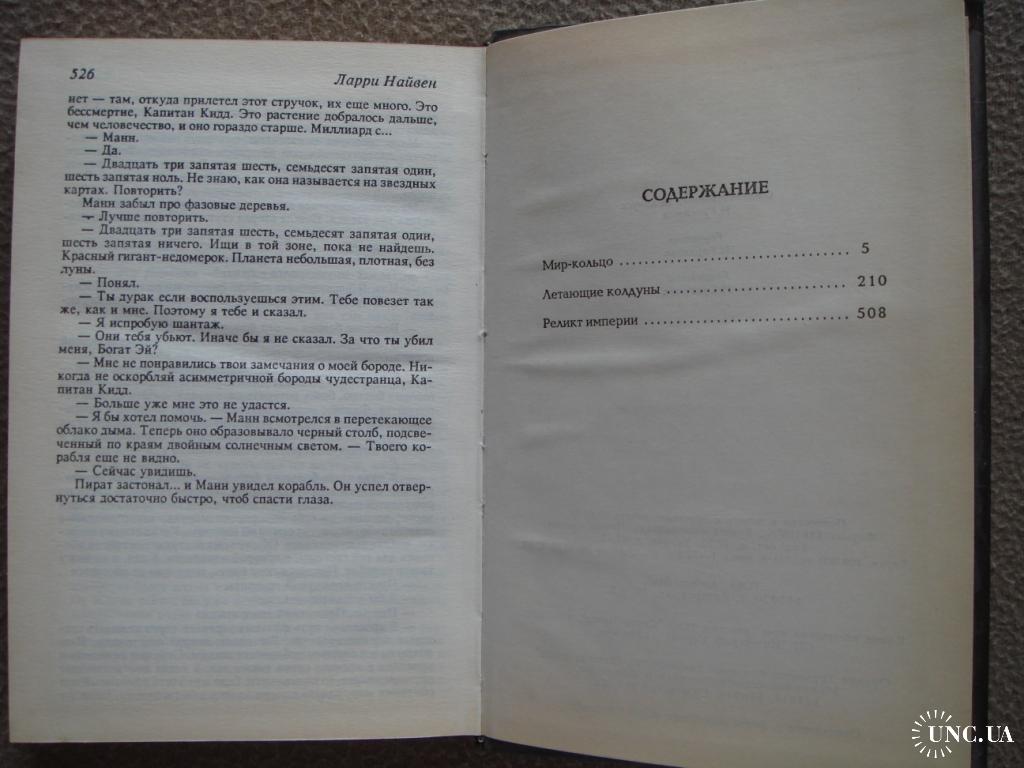 526
Ларри Найвен
нет — там, откуда прилетел этот стручок, их еще много. Это
бессмертие, Капитан Кидд. Это растение добралось дальше,
чем человечество, и оно гораздо старше. Миллиард с...
— Манн.
— Да.
— Двадцать три запятая шесть, семьдесят запятая один,
шесть запятая ноль. Не знаю, как она называется на звездных
картах. Повторить?
Манн забыл про фазовые деревья.
— Лучше повторить.
— Двадцать три запятая шесть, семьдесят запятая один,
шесть запятая ничего. Ищи в той зоне, пока не найдешь.
Красный гигант-недомерок. Планета небольшая, плотная, без
луны.
— Понял.
— Ты дурак если воспользуешься этим. Тебе повезет так
же, как и мне. Поэтому я тебе и сказал.
— Я испробую шантаж.
— Они тебя убьют. Иначе бы я не сказал. За что ты убил
меня, Богат Эй?
— Мне не понравились твои замечания о моей бороде. Ни-
когда не оскорбляй асимметричной бороды чудестранца, Ка-
питан Кидд.
— Больше уже мне это не удастся.
— Я бы хотел помочь. — Манн всмотрелся в перетекающее
облако дыма. Теперь оно образовывало черный столб, подсве-
ченный по краям двойным солнечным светом. — Твоего ко-
рабля еще не видно.
— Сейчас увидишь.
Пират застонал... и Манн увидел корабль. Он успел отвер-
нуться достаточно быстро, чтоб спасти глаза.
СОДЕРЖАНИЕ
Мир-кольцо ........................ 5
Летающие колдуны ........................ 210
Реликт империи ........................ 508
UNC.UA